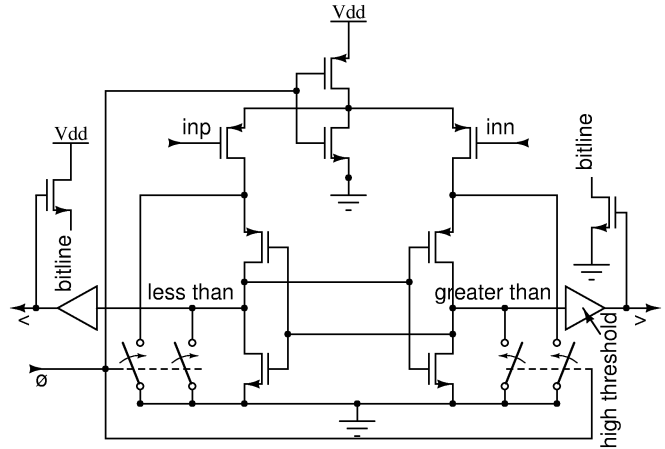 Vdd
inp
inn
Vdd
bitline
bitline
less than
greater than
<
>
ø
high threshold